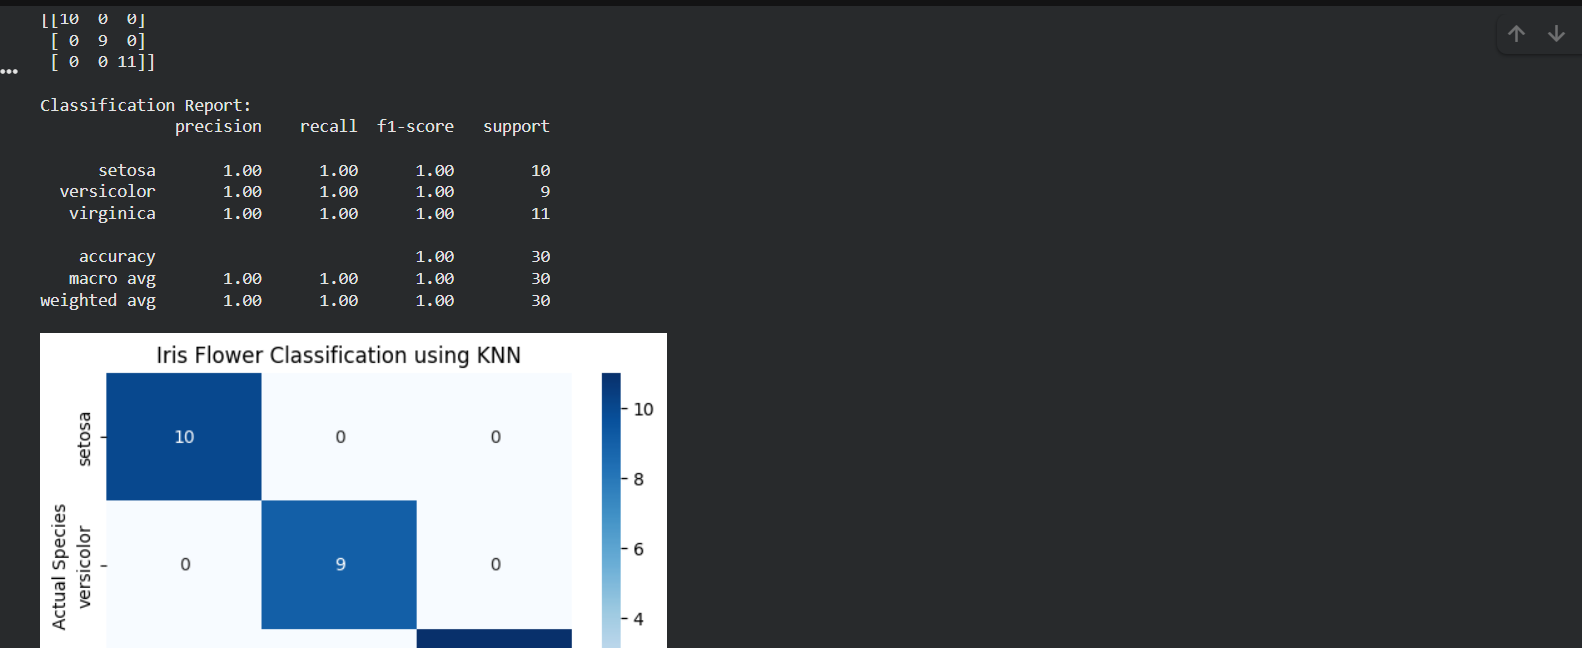 [[10 0 0]
[ 0 9 0]
[ 0 0 11]]
Classification Report:
precision recall f1-score support
setosa 1.00 1.00 1.00 10
versicolor 1.00 1.00 1.00 9
virginica 1.00 1.00 1.00 11
accuracy 1.00 30
macro avg 1.00 1.00 1.00 30
weighted avg 1.00 1.00 1.00 30
Iris Flower Classification using KNN
setosa 10 0 0
versicolor 0 9 0
Actual Species
10
8
6
4